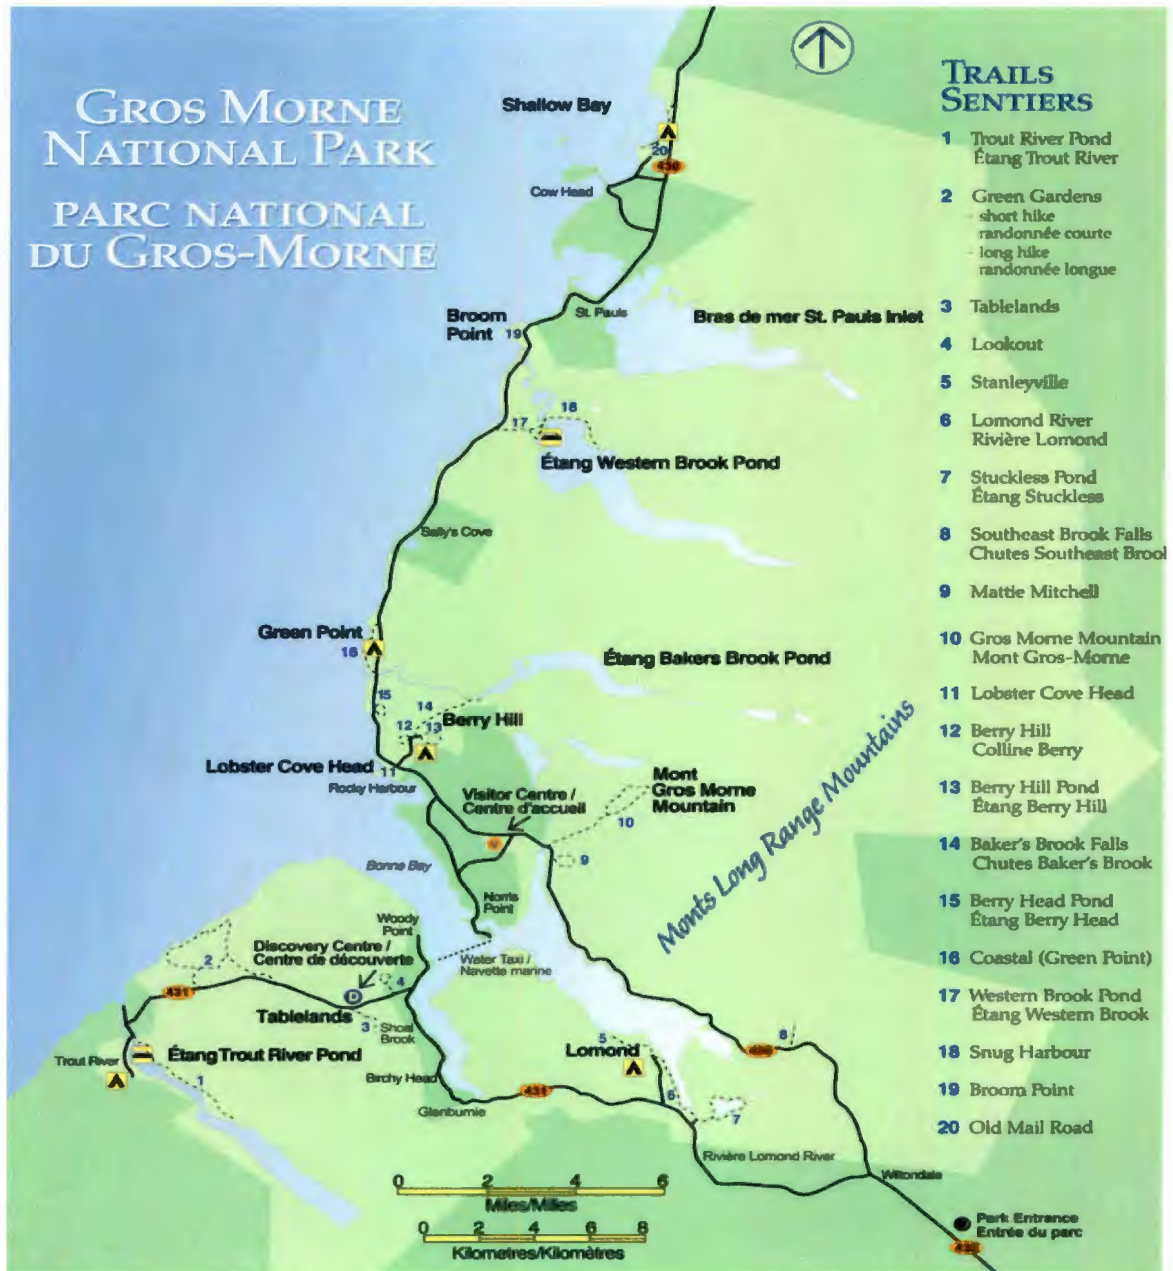 GROS MORNE
NATIONAL PARK
PARC NATIONAL
DU GROS-MORNE
TRAILS
SENTIERS
1 Trout River Pond
Étang Trout River
2 Green Gardens
- short hike
randonnée courte
- long hike
randonnée longue
3 Tablelands
4 Lookout
5 Stanleyville
6 Lomond River
Rivière Lomond
7 Stuckless Pond
Étang Stuckless
8 Southeast Brook Falls
Chutes Southeast Brool
9 Mattie Mitchell
10 Gros Morne Mountain
Mont Gros-Morne
11 Lobster Cove Head
12 Berry Hill
Colline Berry
13 Berry Hill Pond
Étang Berry Hill
14 Baker's Brook Falls
Chutes Baker's Brook
15 Berry Head Pond
Étang Berry Head
16 Coastal (Green Point)
17 Western Brook Pond
Étang Western Brook
18 Snug Harbour
19 Broom Point
20 Old Mail Road
Shallow Bay
20
430
Cow Head
St. Pauls
Bras de mer St. Pauls Inlet
Broom
Point 19
18
17
Étang Western Brook Pond
Sally's Cove
Green Point
16
Étang Bakers Brook Pond
15
14
Berry Hill
12
13
Lobster Cove Head 11
Rocky Harbour
Visitor Centre /
Centre d'accueil
Mont
Gros Morne
Mountain
10
9
Monts Long Range Mountains
Bonne Bay
Norris
Point
Woody
Point
Water Taxi /
Navette marine
Discovery Centre /
Centre de découverte
2
4
431
D
Tablelands
3
Shoal
Brook
Trout River
Étang Trout River Pond
1
Birchy Head
Glenburnie
431
5
Lomond
6
7
8
Rivière Lomond River
Wiltondale
0 2 4 6
Miles/Milles
0 2 4 6 8
Kilometres/Kilomètres
Park Entrance
Entrée du parc